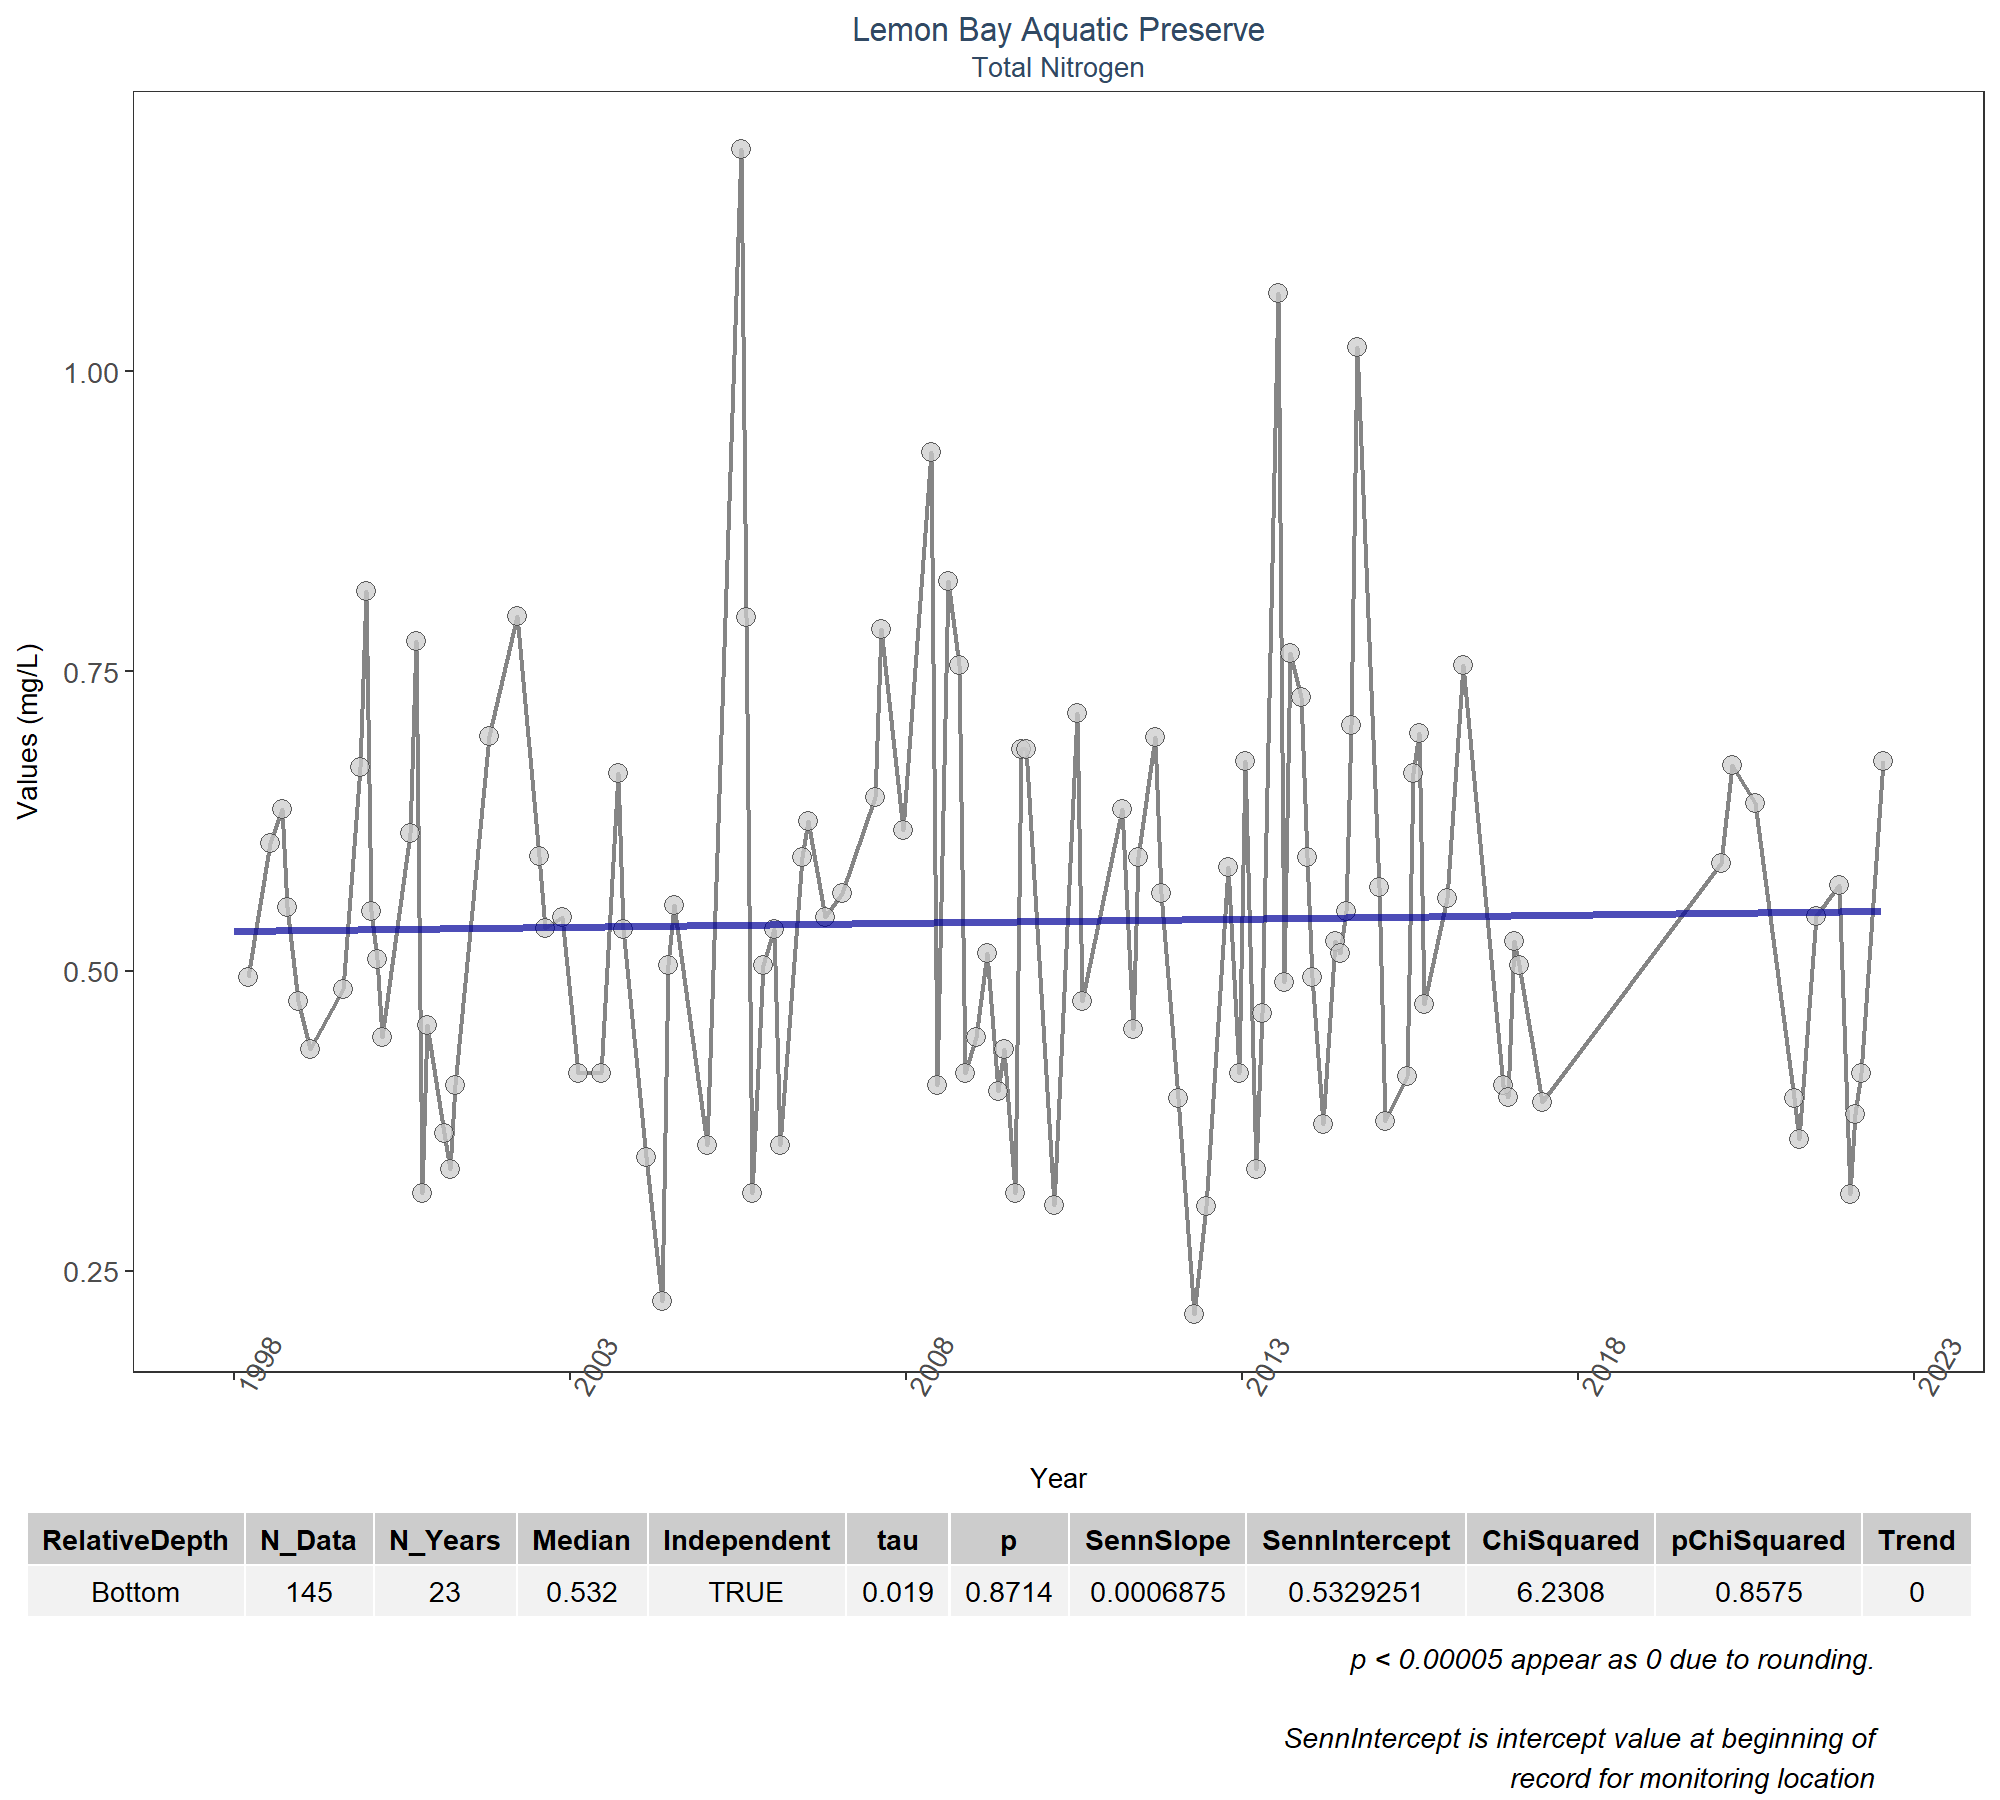 Lemon Bay Aquatic Preserve
Total Nitrogen
Values (mg/L)
1.00
0.75
0.50
0.25
1998 2003 2008 2013 2018 2023
Year
RelativeDepth N_Data N_Years Median Independent tau p SennSlope SennIntercept ChiSquared pChiSquared Trend
Bottom 145 23 0.532 TRUE 0.019 0.8714 0.0006875 0.5329251 6.2308 0.8575 0
p < 0.00005 appear as 0 due to rounding.
SennIntercept is intercept value at beginning of
record for monitoring location